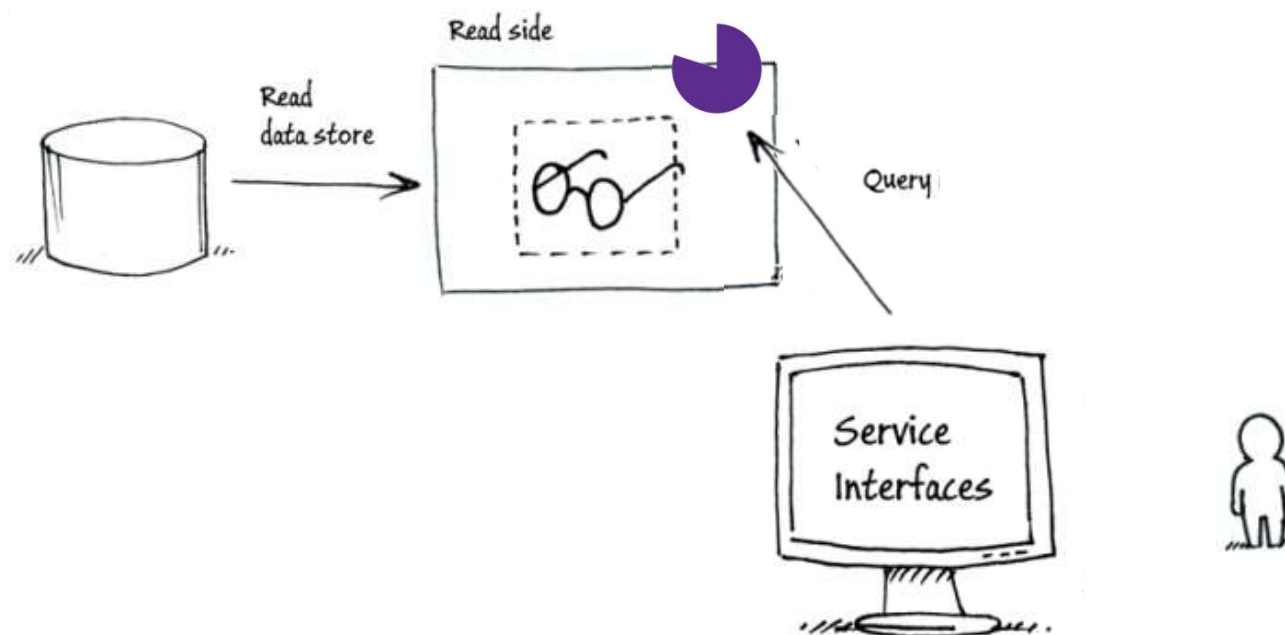 Read side
Read
data store
Query
Service
Interfaces